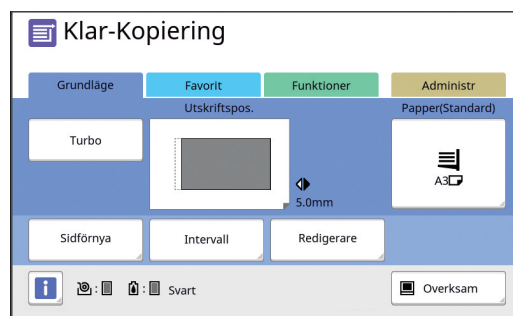 Klar-Kopiering
Grundläge Favorit Funktioner Administr
Utskriftspos. Papper(Standard)
Turbo
A3
5.0mm
Sidförnya Intervall Redigerare
i : : Svart Overksam